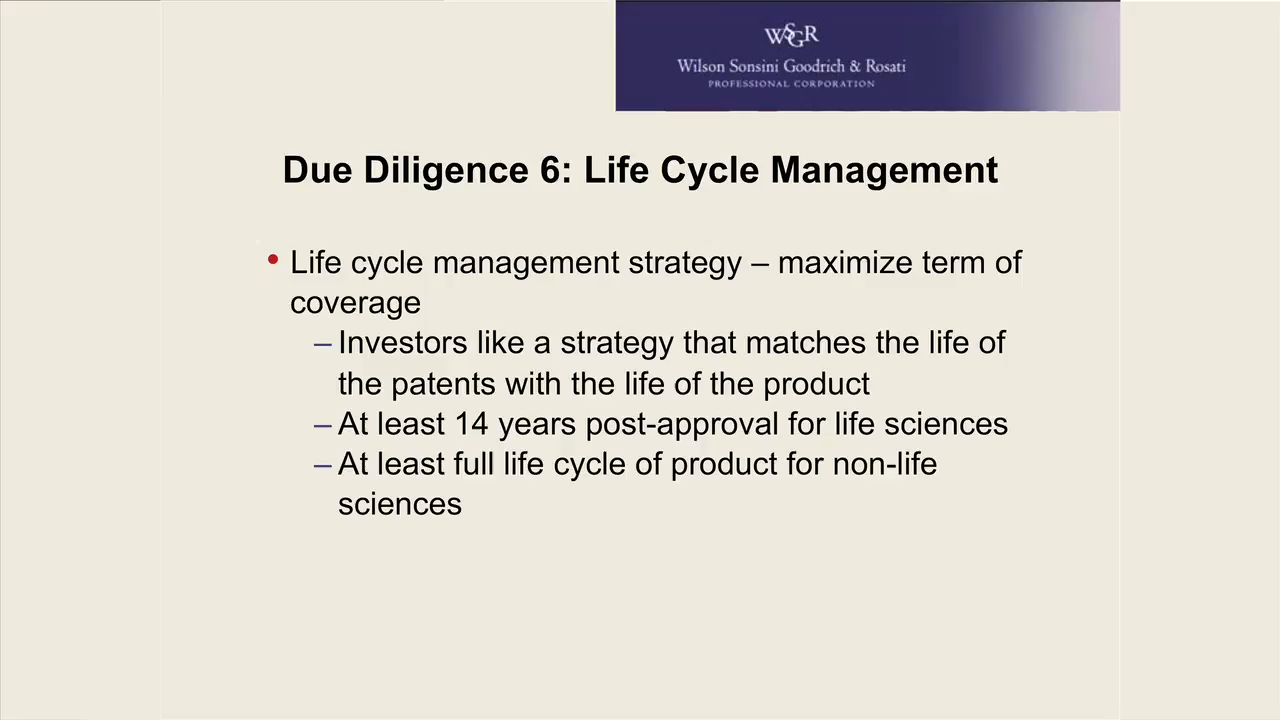 WSGR
Wilson Sonsini Goodrich & Rosati
PROFESSIONAL CORPORATION
Due Diligence 6: Life Cycle Management
• Life cycle management strategy – maximize term of
coverage
– Investors like a strategy that matches the life of
the patents with the life of the product
– At least 14 years post-approval for life sciences
– At least full life cycle of product for non-life
sciences